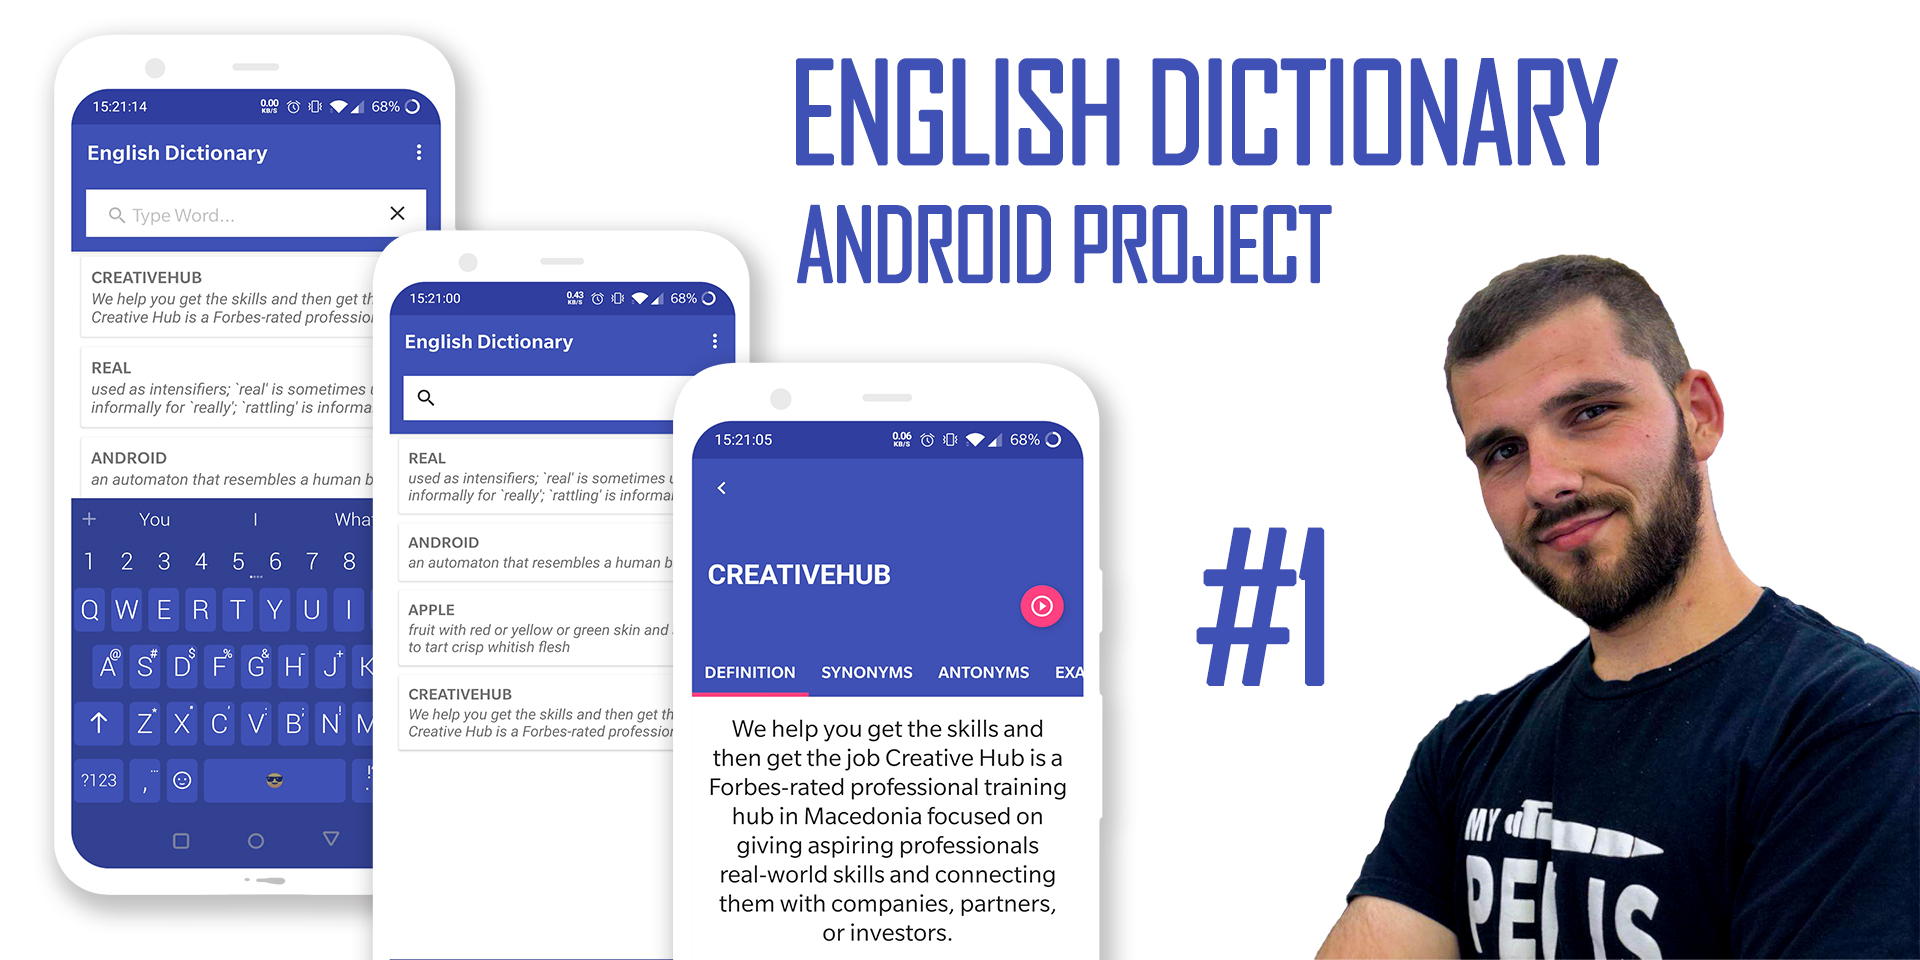 ENGLISH DICTIONARY
ANDROID PROJECT
#1
15:21:14
0.00
KB/S
68%
English Dictionary
Type Word...
CREATIVEHUB
We help you get the skills and then get th
Creative Hub is a Forbes-rated professio
REAL
used as intensifiers; `real' is sometimes
informally for `really'; `rattling' is informa
ANDROID
an automaton that resembles a human b
You I What
1 2 3 4 5 6 7 8
Q W E R T Y U I
A@ S# D$ F% G& H- J+ K
Z* X" C' V: B; N! M
?123 , ... !?
15:21:00
0.43
KB/S
68%
English Dictionary
REAL
used as intensifiers; `real' is sometimes u
informally for `really'; `rattling' is informa
ANDROID
an automaton that resembles a human b
APPLE
fruit with red or yellow or green skin and
to tart crisp whitish flesh
CREATIVEHUB
We help you get the skills and then get th
Creative Hub is a Forbes-rated profession
15:21:05
0.06
KB/S
68%
CREATIVEHUB
DEFINITION SYNONYMS ANTONYMS EXA
We help you get the skills and
then get the job Creative Hub is a
Forbes-rated professional training
hub in Macedonia focused on
giving aspiring professionals
real-world skills and connecting
them with companies, partners,
or investors.
MY
PEN IS